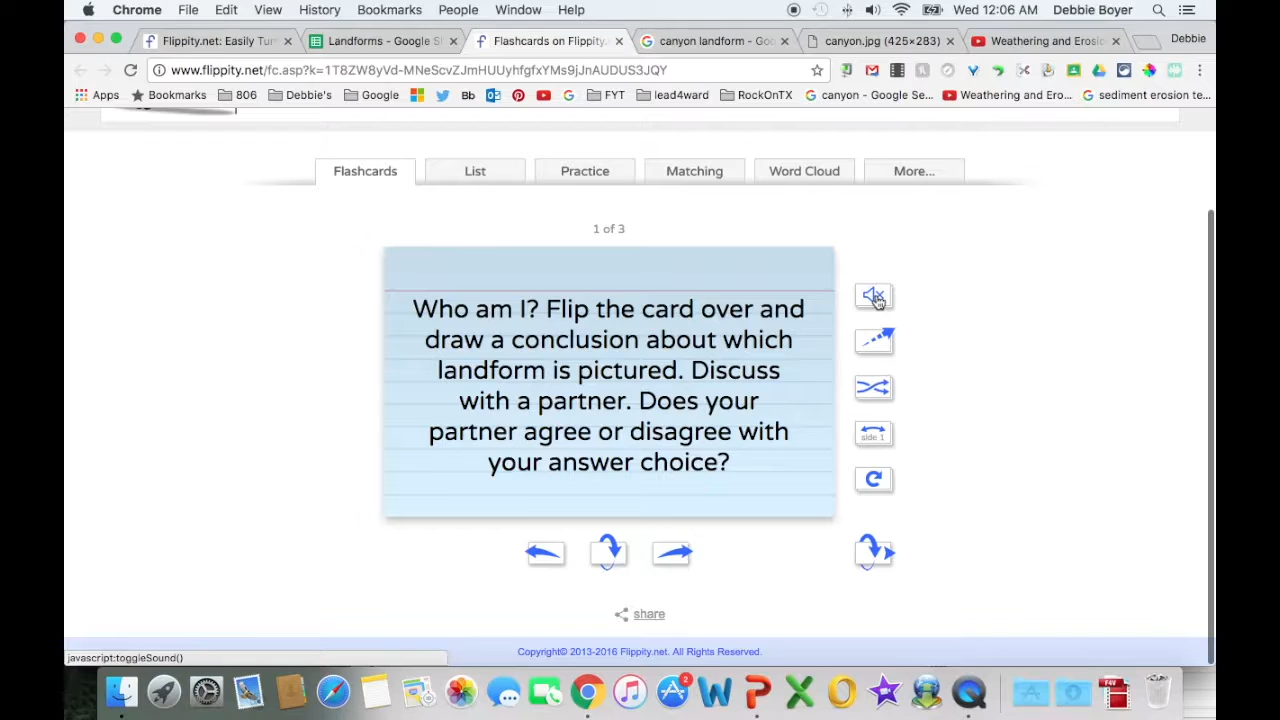 Chrome File Edit View History Bookmarks People Window Help Wed 12:06 AM Debbie Boyer
Flippity.net: Easily Tur Landforms - Google S Flashcards on Flippity. canyon landform - Goo canyon.jpg (425×283) Weathering and Erosi Debbie
www.flippity.net/fc.asp?k=1T8ZW8yVd-MNeScvZJmHUUyhfgfxYMs9jJnAUDUS3JQY
Apps Bookmarks 806 Debbie's Google Bb FYT lead4ward RockOnTX canyon - Google Se... Weathering and Ero... sediment erosion te...
Flashcards List Practice Matching Word Cloud More...
1 of 3
Who am I? Flip the card over and
draw a conclusion about which
landform is pictured. Discuss
with a partner. Does your
partner agree or disagree with
your answer choice?
side 1
share
Copyright© 2013-2016 Flippity.net. All Rights Reserved.
javascript:toggleSound()
2